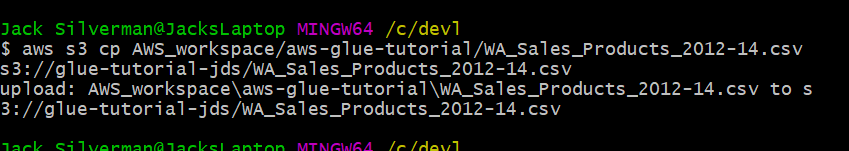 Jack Silverman@JacksLaptop MINGW64 /c/devl
$ aws s3 cp AWS_workspace/aws-glue-tutorial/WA_Sales_Products_2012-14.csv
s3://glue-tutorial-jds/WA_Sales_Products_2012-14.csv
upload: AWS_workspace\aws-glue-tutorial\WA_Sales_Products_2012-14.csv to s
3://glue-tutorial-jds/WA_Sales_Products_2012-14.csv
Jack Silverman@JacksLaptop MINGW64 /c/devl